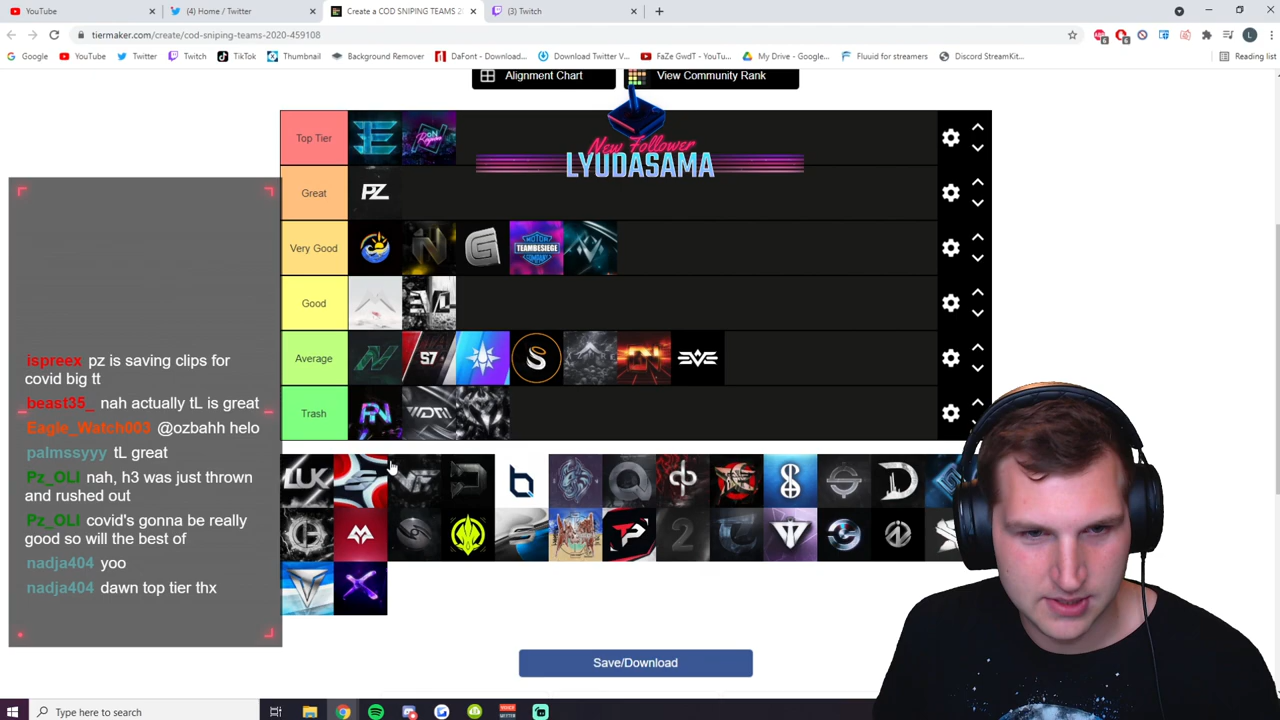 YouTube
(4) Home / Twitter
Create a COD SNIPING TEAMS 2
(3) Twitch
tiermaker.com/create/cod-sniping-teams-2020-459108
Google
YouTube
Twitter
Twitch
TikTok
Thumbnail
Background Remover
DaFont - Download...
Download Twitter V...
FaZe GwdT - YouTu...
My Drive - Google...
Fluuid for streamers
Discord StreamKit...
Reading list
Alignment Chart
View Community Rank
New Follower
LYUDASAMA
Top Tier
Great
PZ
Very Good
MOTOR
TEAMBESIEGE
COMPANY
Good
EVL
Average
S7
Trash
LUK
ispreex pz is saving clips for
covid big tt
beast35_ nah actually tL is great
Eagle_Watch003 @ozbahh helo
palmssyyy tL great
Pz_OLI nah, h3 was just thrown
and rushed out
Pz_OLI covid's gonna be really
good so will the best of
nadja404 yoo
nadja404 dawn top tier thx
Save/Download
Type here to search